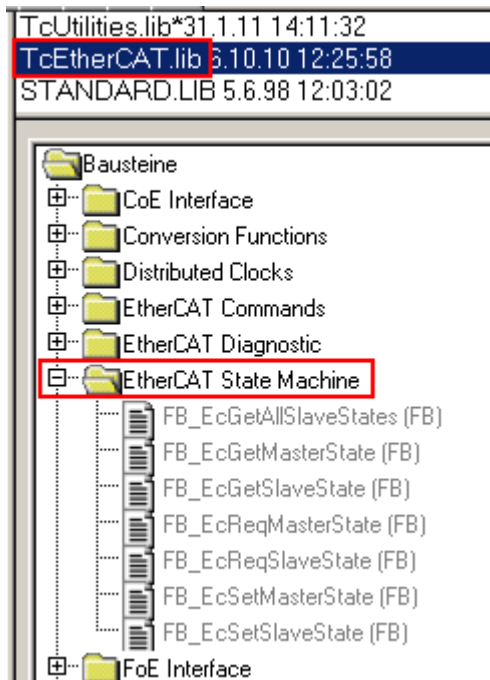 TcUtilities.lib*31.1.11 14:11:32
TcEtherCAT.lib 6.10.10 12:25:58
STANDARD.LIB 5.6.98 12:03:02
Bausteine
CoE Interface
Conversion Functions
Distributed Clocks
EtherCAT Commands
EtherCAT Diagnostic
EtherCAT State Machine
FB_EcGetAllSlaveStates (FB)
FB_EcGetMasterState (FB)
FB_EcGetSlaveState (FB)
FB_EcReqMasterState (FB)
FB_EcReqSlaveState (FB)
FB_EcSetMasterState (FB)
FB_EcSetSlaveState (FB)
FoE Interface